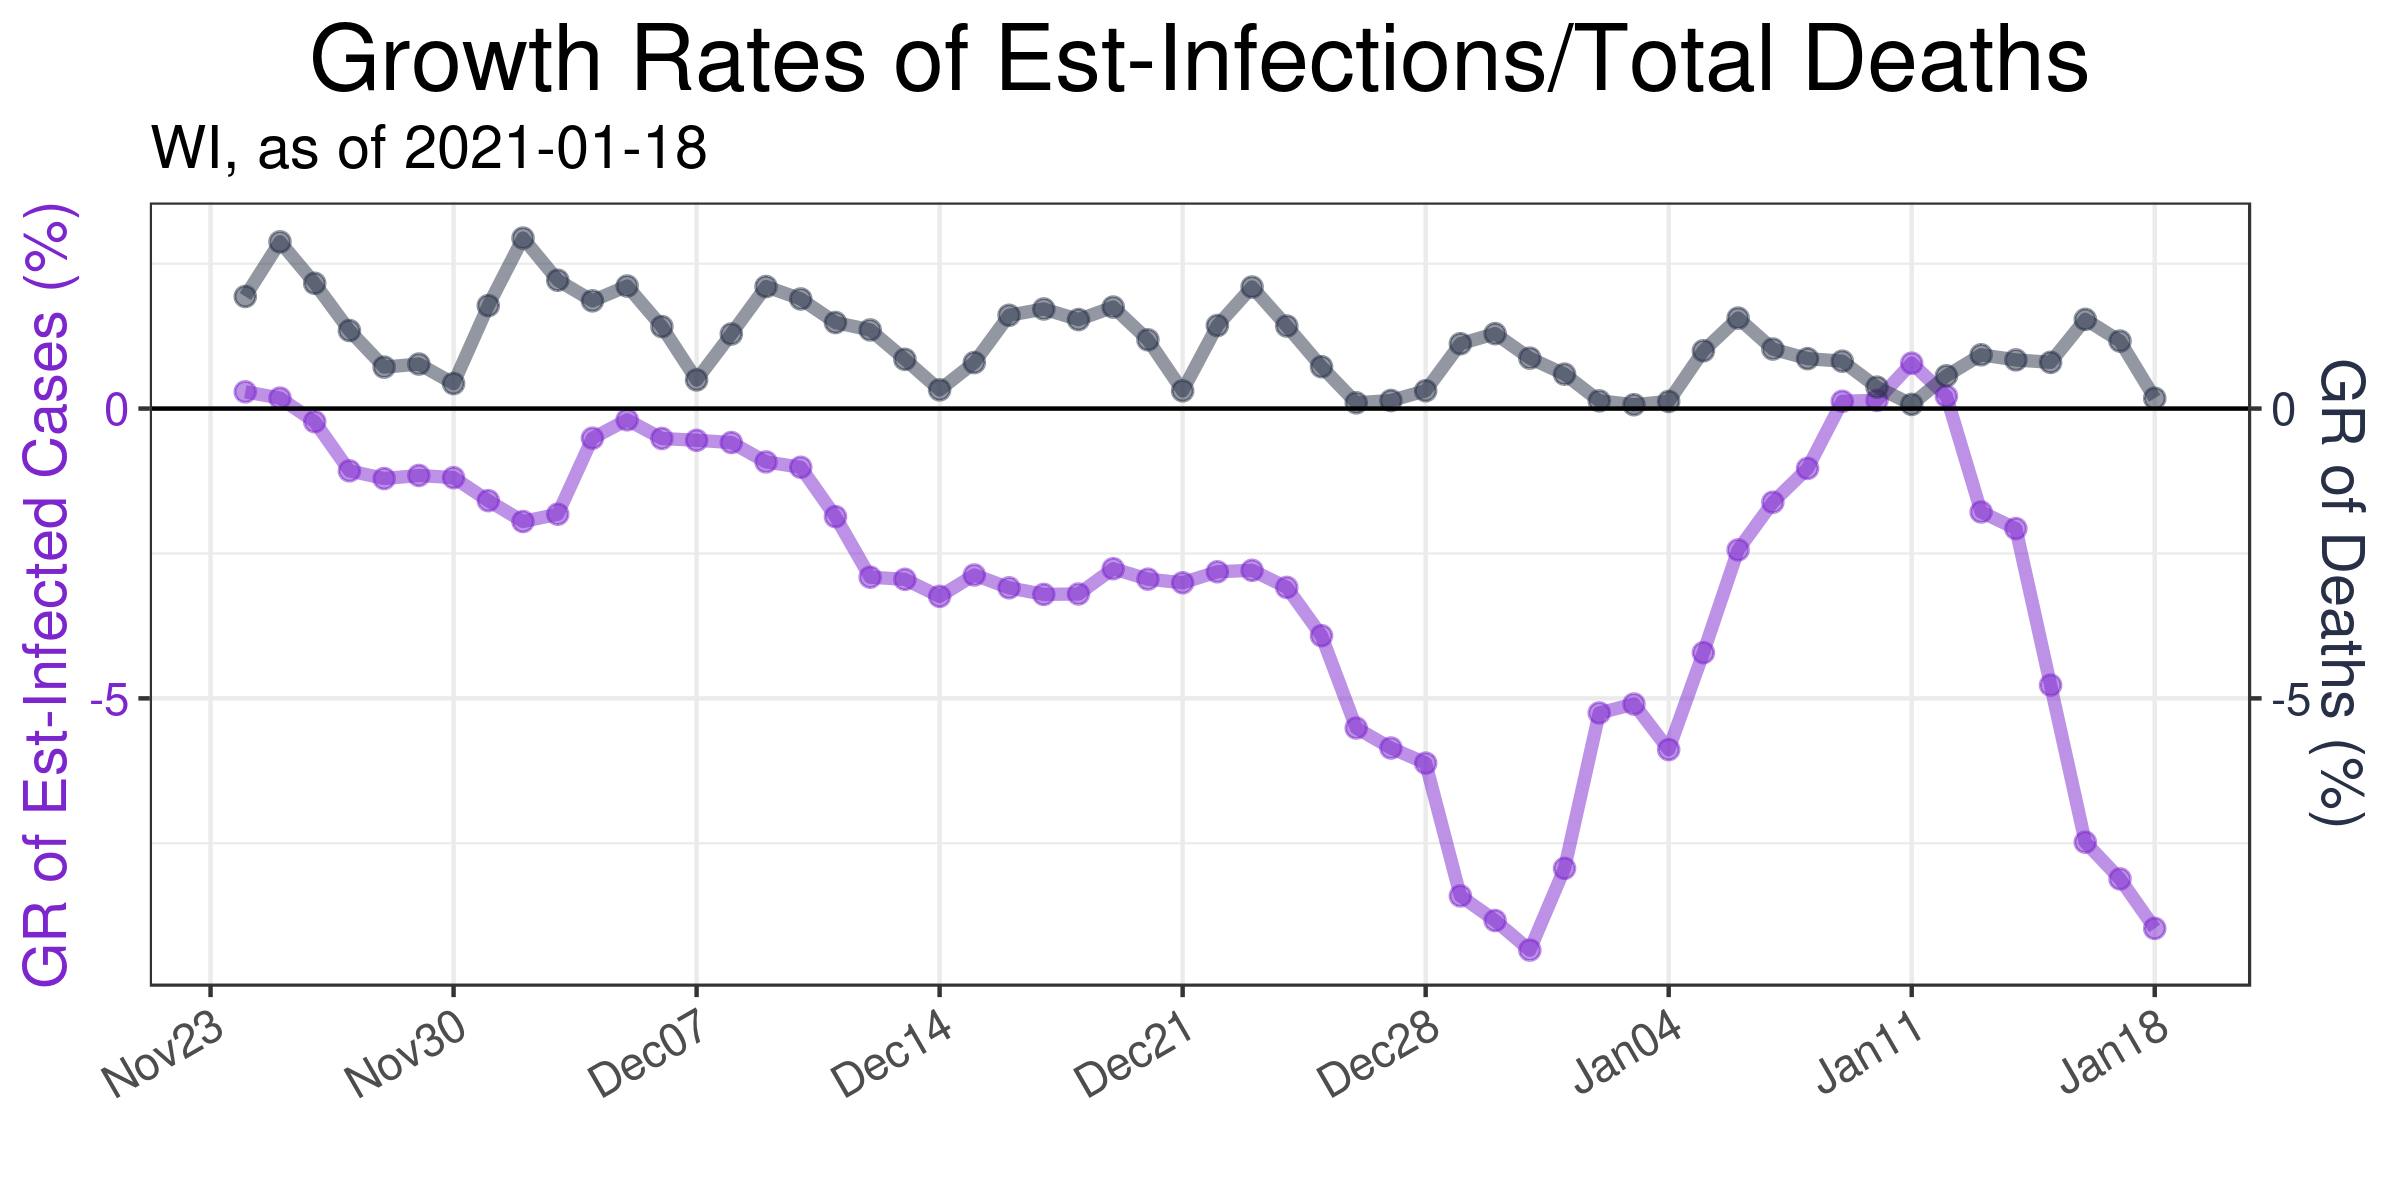 Growth Rates of Est-Infections/Total Deaths
WI, as of 2021-01-18
GR of Est-Infected Cases (%)
0
-5
0
-5
GR of Deaths (%)
Nov23
Nov30
Dec07
Dec14
Dec21
Dec28
Jan04
Jan11
Jan18